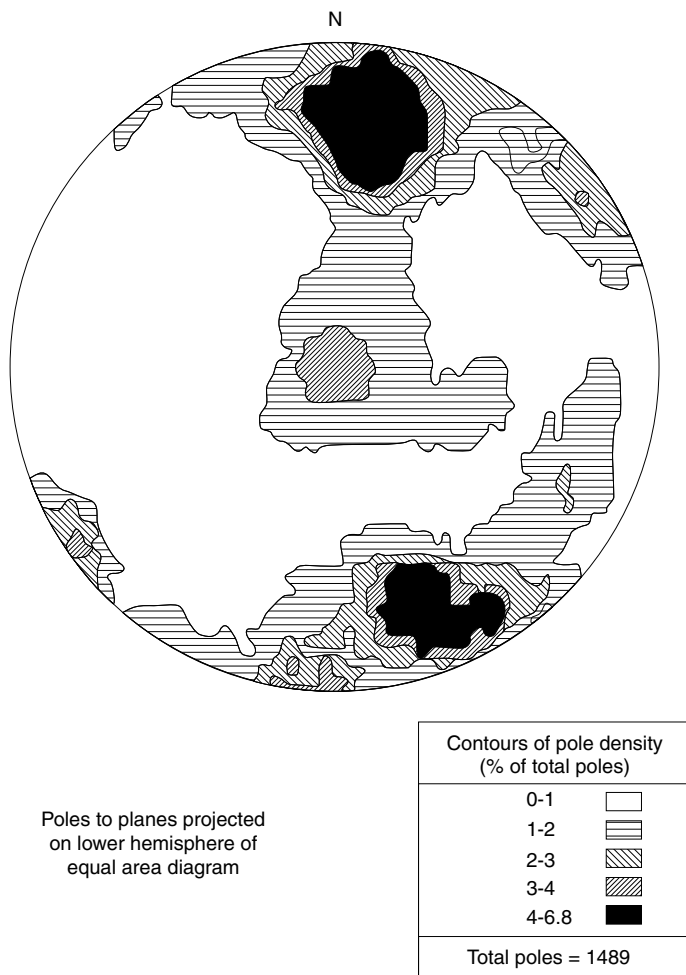 N
Poles to planes projected
on lower hemisphere of
equal area diagram
Contours of pole density
(% of total poles)
0-1
1-2
2-3
3-4
4-6.8
Total poles = 1489